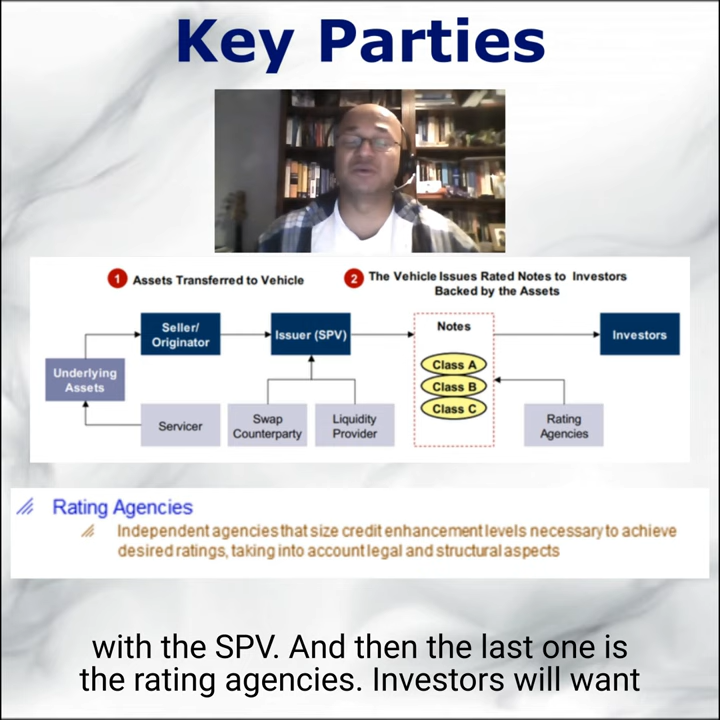 Key Parties
1 Assets Transferred to Vehicle
2 The Vehicle Issues Rated Notes to Investors
Backed by the Assets
Seller/
Originator
Issuer (SPV)
Notes
Investors
Underlying
Assets
Class A
Class B
Class C
Servicer
Swap
Counterparty
Liquidity
Provider
Rating
Agencies
Rating Agencies
Independent agencies that size credit enhancement levels necessary to achieve
desired ratings, taking into account legal and structural aspects
with the SPV. And then the last one is
the rating agencies. Investors will want